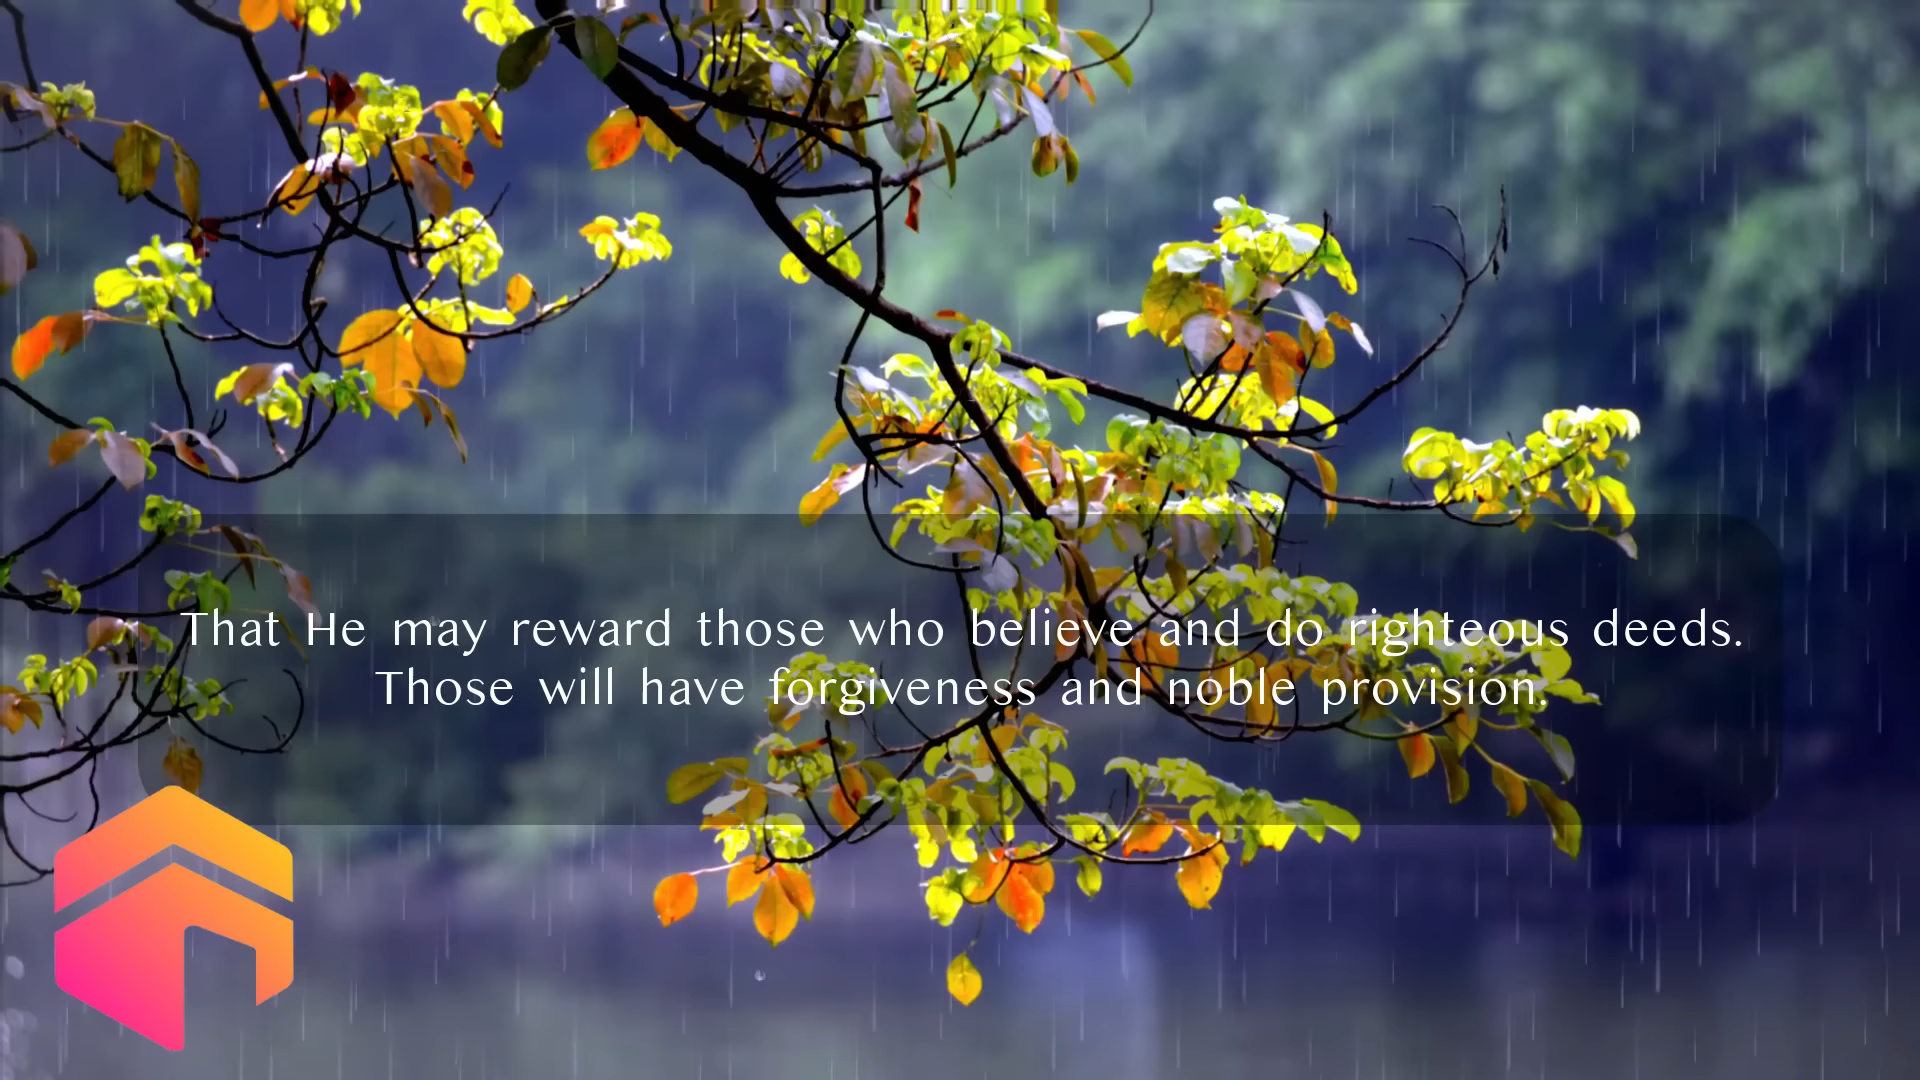 That He may reward those who believe and do righteous deeds.
Those will have forgiveness and noble provision.